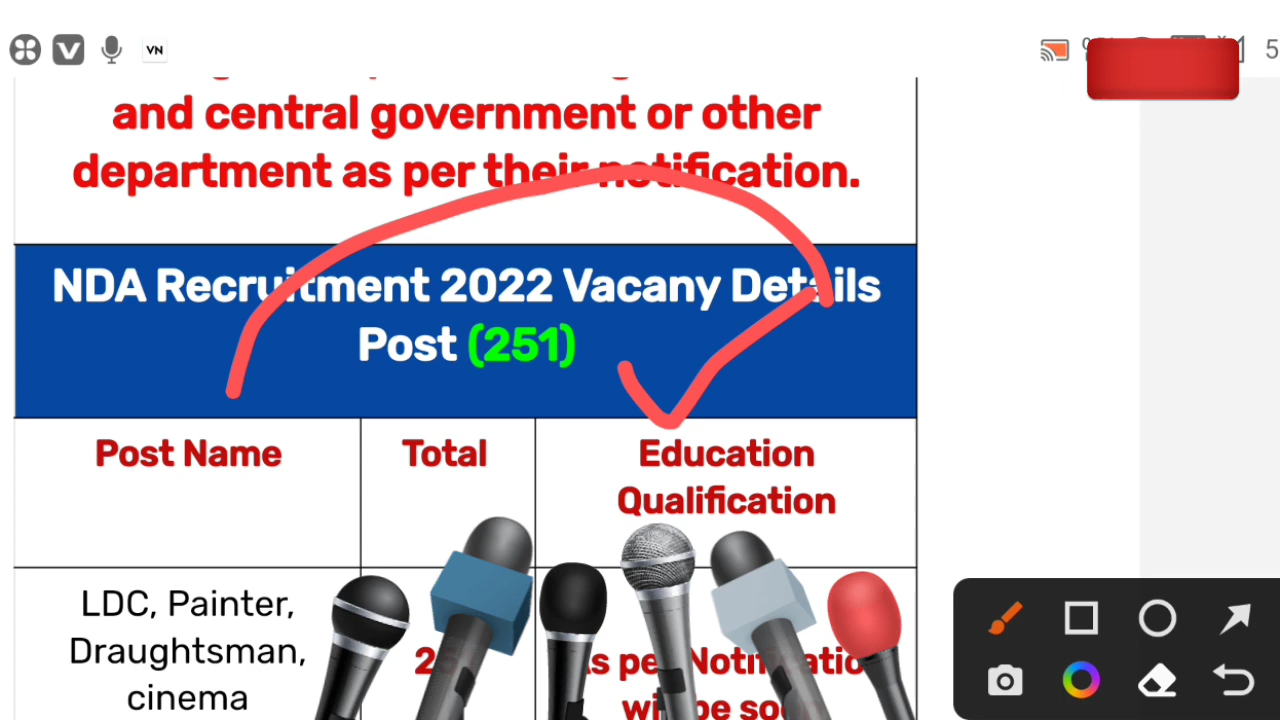 VN
5
and central government or other
department as per their notification.
NDA Recruitment 2022 Vacany Details
Post (251)
Post Name
Total
Education
Qualification
LDC, Painter,
Draughtsman,
cinema